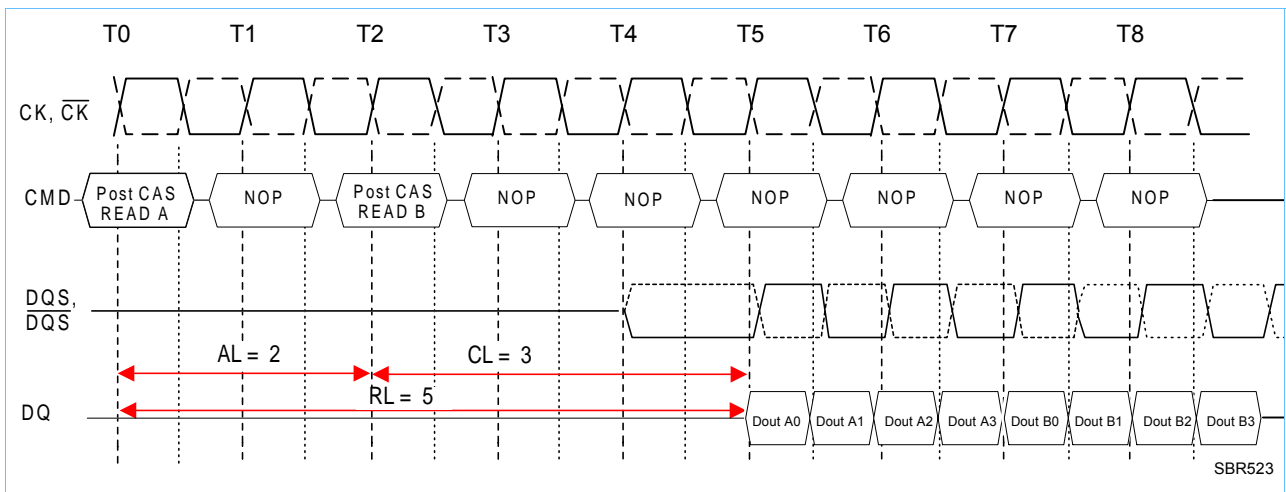 T0 T1 T2 T3 T4 T5 T6 T7 T8
CK, CK
CMD
Post CAS
READ A
NOP
Post CAS
READ B
NOP
NOP
NOP
NOP
NOP
NOP
DQS,
DQS
AL = 2
CL = 3
RL = 5
DQ
Dout A0 Dout A1 Dout A2 Dout A3 Dout B0 Dout B1 Dout B2 Dout B3
SBR523